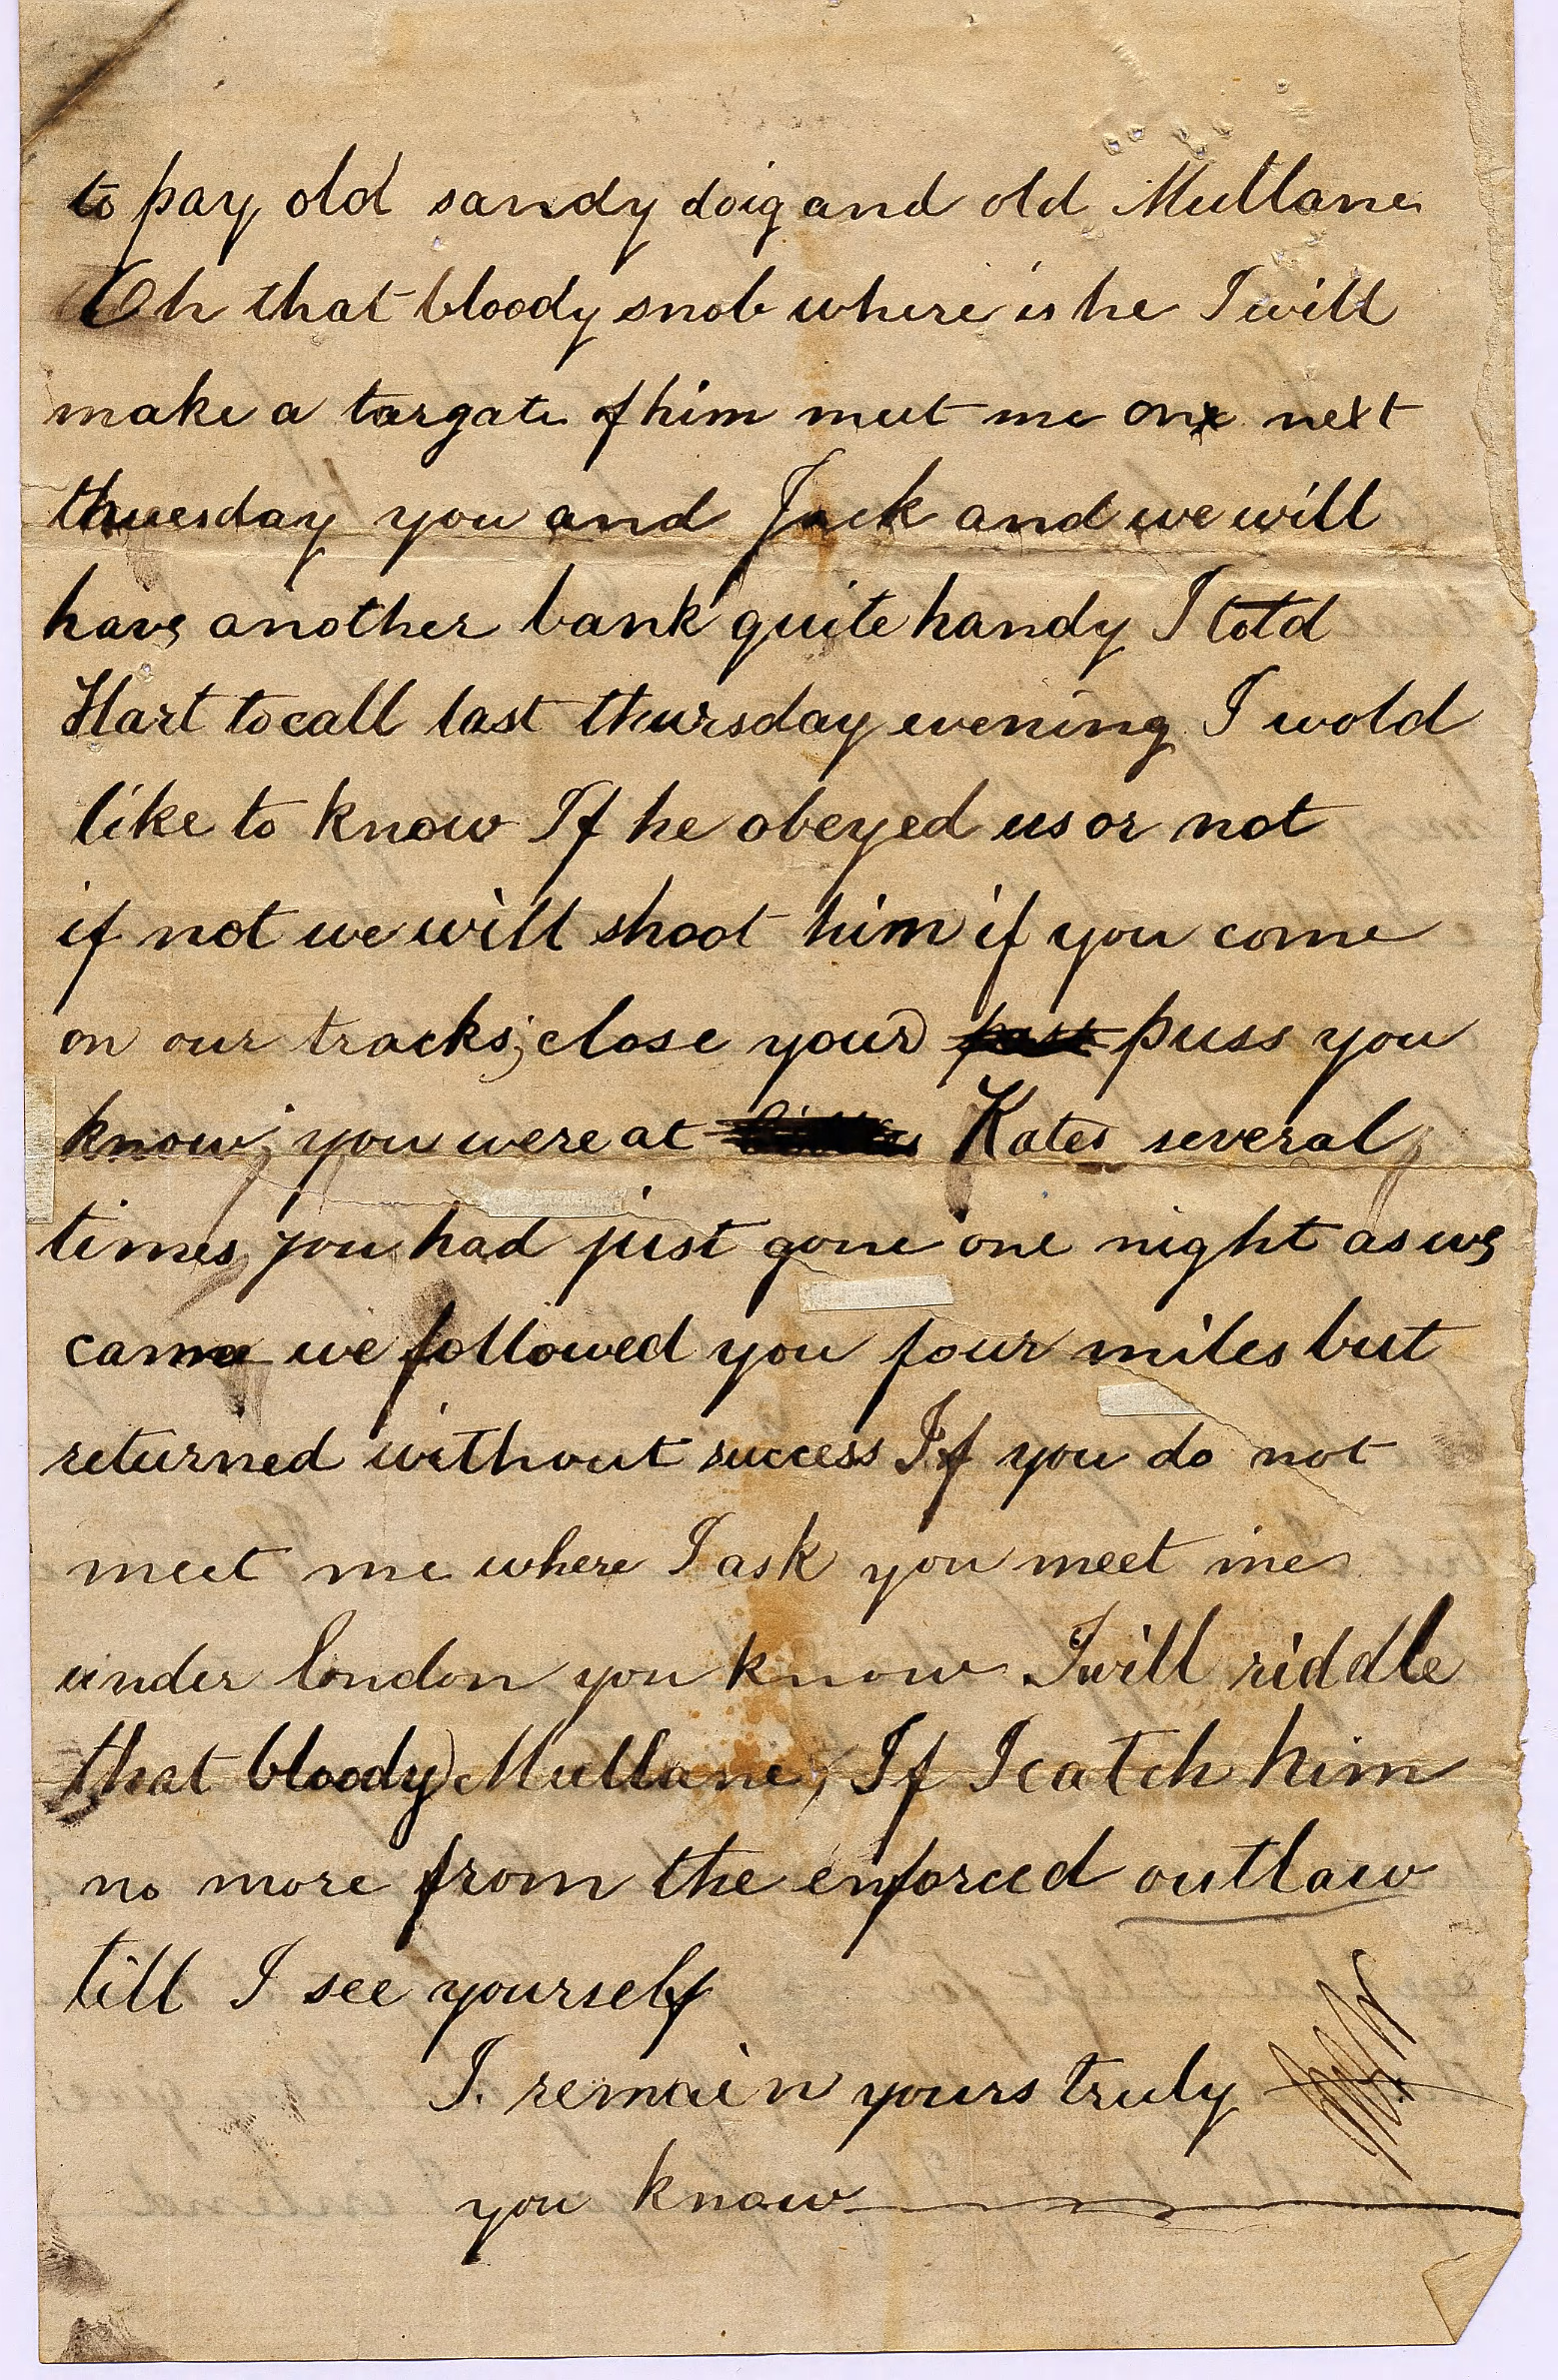 to pay old sandy doig and old Mullane
Oh that bloody snob where is he I will
make a targate of him meet me on next
thuesday you and Jack and we will
have another bank quite handy I told
Hart to call last thursday evening I wold
like to know If he obeyed us or not
if not we will shoot him if you come
on our tracks; close your puss you
know; you were at Kates several
times you had just gone one night as we
came we followed you four miles but
returned without success If you do not
meet me where I ask you meet me
under london you know I will riddle
that bloody Mullane, If I catch him
no more from the enforced outlaw
till I see yourself
I. remain yours truly
you know